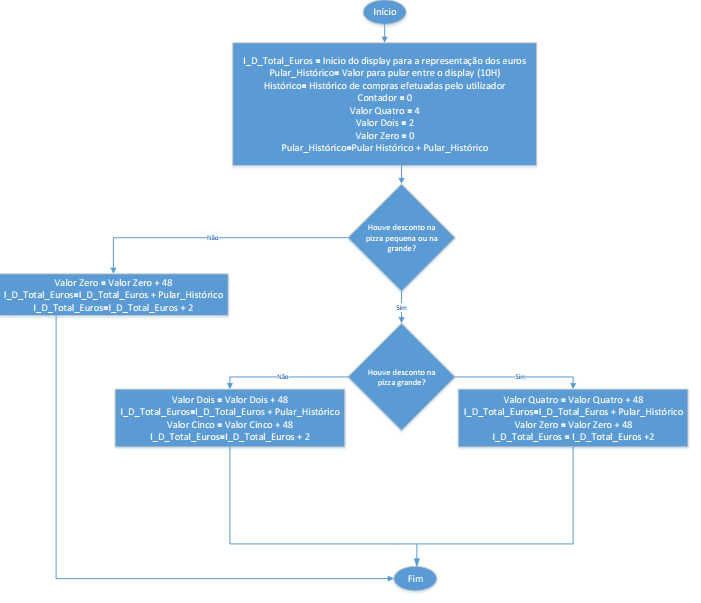 Início
I_D_Total_Euros = Início do display para a representação dos euros
Pular_Histórico= Valor para pular entre o display (10H)
Histórico= Histórico de compras efetuadas pelo utilizador
Contador = 0
Valor Quatro = 4
Valor Dois = 2
Valor Zero = 0
Pular_Histórico=Pular Histórico + Pular_Histórico
Houve desconto na
pizza pequena ou na
grande?
Não
Valor Zero = Valor Zero + 48
I_D_Total_Euros=I_D_Total_Euros + Pular_Histórico
I_D_Total_Euros=I_D_Total_Euros + 2
Sim
Houve desconto na
pizza grande?
Não
Sim
Valor Dois = Valor Dois + 48
I_D_Total_Euros=I_D_Total_Euros + Pular_Histórico
Valor Cinco = Valor Cinco + 48
I_D_Total_Euros=I_D_Total_Euros + 2
Valor Quatro = Valor Quatro + 48
I_D_Total_Euros=I_D_Total_Euros + Pular_Histórico
Valor Zero = Valor Zero + 48
I_D_Total_Euros = I_D_Total_Euros +2
Fim